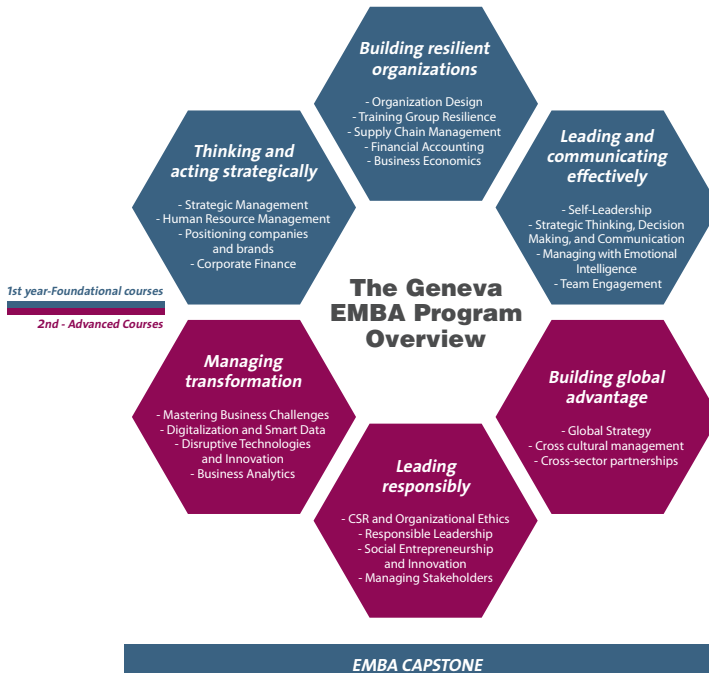 Building resilient
organizations
- Organization Design
- Training Group Resilience
- Supply Chain Management
- Financial Accounting
- Business Economics
Thinking and
acting strategically
- Strategic Management
- Human Resource Management
- Positioning companies
and brands
- Corporate Finance
Leading and
communicating
effectively
- Self-Leadership
- Strategic Thinking, Decision
Making, and Communication
- Managing with Emotional
Intelligence
- Team Engagement
1st year-Foundational courses
2nd - Advanced Courses
The Geneva
EMBA Program
Overview
Managing
transformation
- Mastering Business Challenges
- Digitalization and Smart Data
- Disruptive Technologies
and Innovation
- Business Analytics
Building global
advantage
- Global Strategy
- Cross cultural management
- Cross-sector partnerships
Leading
responsibly
- CSR and Organizational Ethics
- Responsible Leadership
- Social Entrepreneurship
and Innovation
- Managing Stakeholders
EMBA CAPSTONE